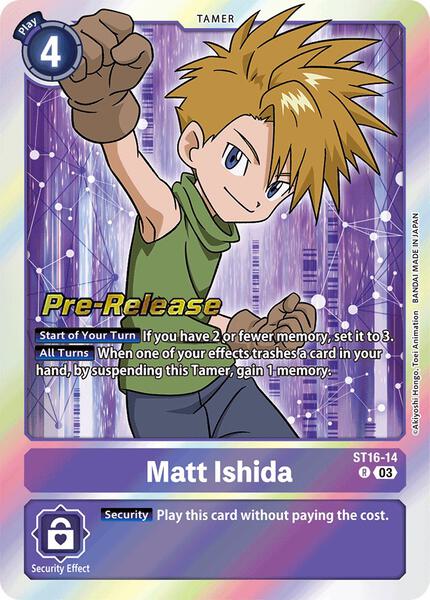 TAMER
Play
4
Pre-Release
Start of Your Turn If you have 2 or fewer memory, set it to 3.
All Turns When one of your effects trashes a card in your
hand, by suspending this Tamer, gain 1 memory.
©Akiyoshi Hongo, Toei Animation BANDAI MADE IN JAPAN
Matt Ishida
ST16-14
R 03
Security Play this card without paying the cost.
Security Effect